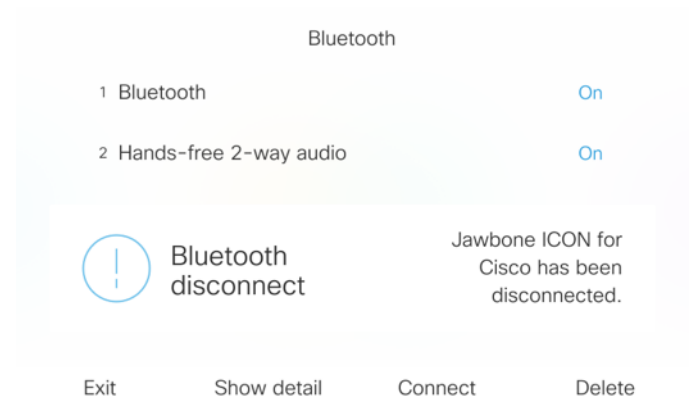 Bluetooth
1 Bluetooth On
2 Hands-free 2-way audio On
Bluetooth
disconnect
Jawbone ICON for
Cisco has been
disconnected.
Exit Show detail Connect Delete